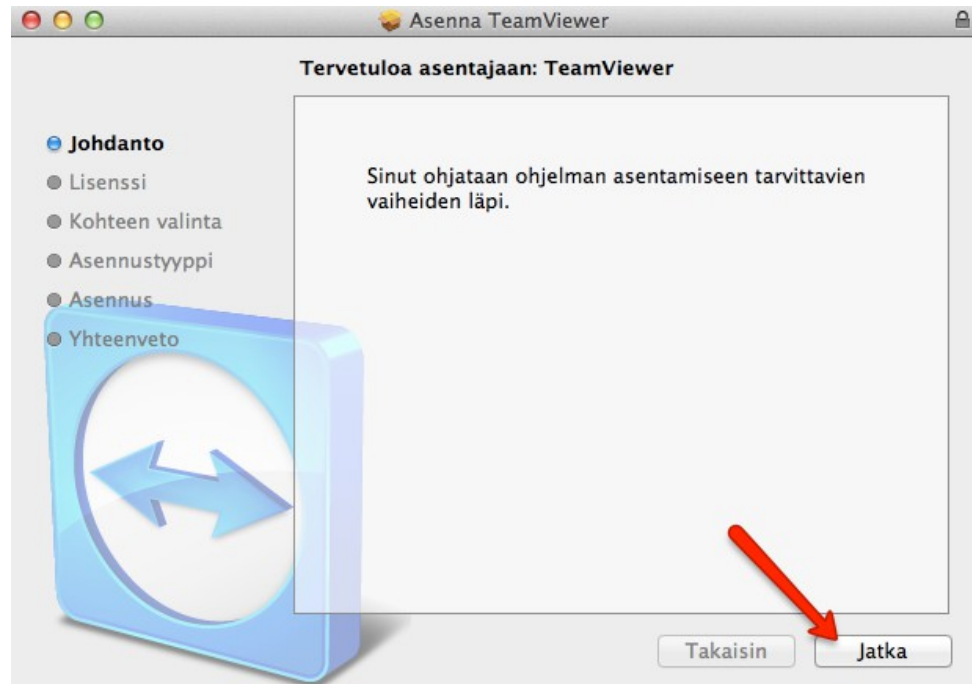 Asenna TeamViewer
Tervetuloa asentajaan: TeamViewer
Johdanto
Lisenssi
Kohteen valinta
Asennustyyppi
Asennus
Yhteenveto
Sinut ohjataan ohjelman asentamiseen tarvittavien
vaiheiden läpi.
Takaisin
Jatka